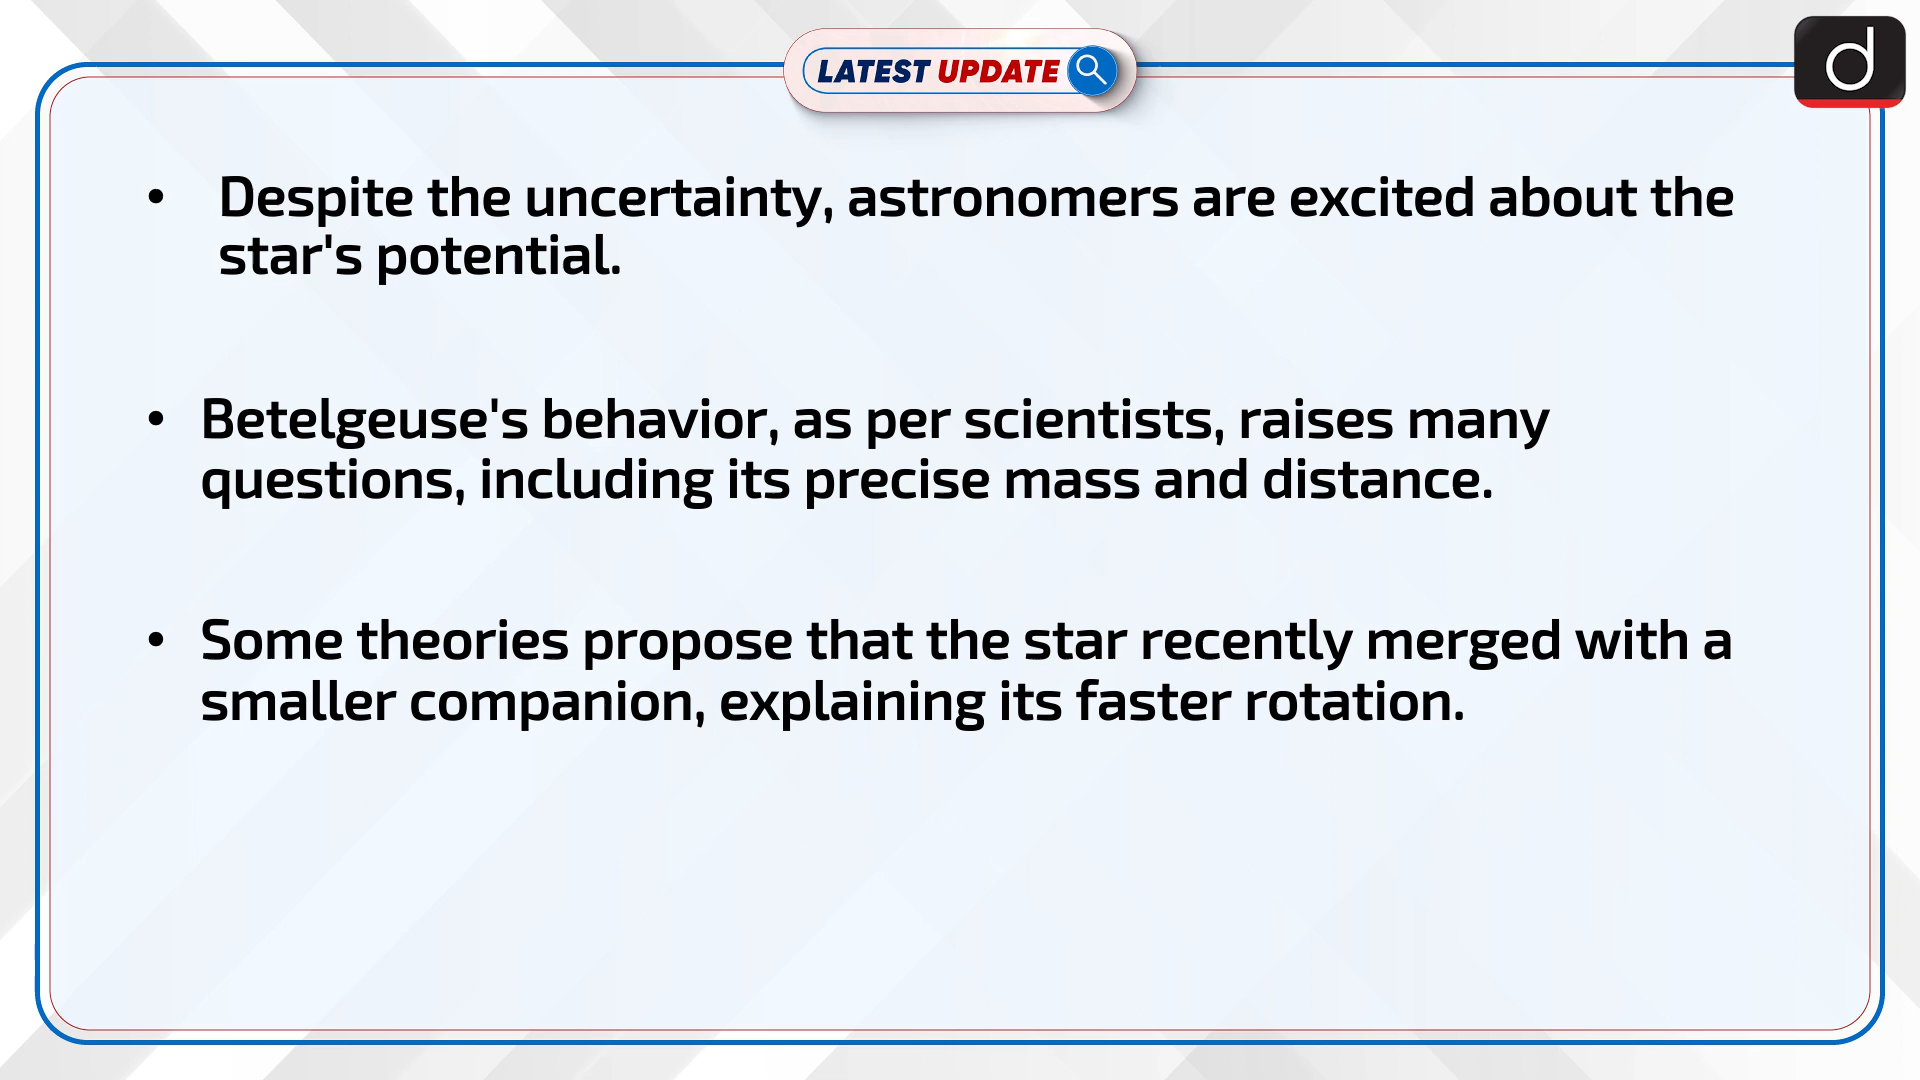 LATEST UPDATE
d
• Despite the uncertainty, astronomers are excited about the
star's potential.
• Betelgeuse's behavior, as per scientists, raises many
questions, including its precise mass and distance.
• Some theories propose that the star recently merged with a
smaller companion, explaining its faster rotation.